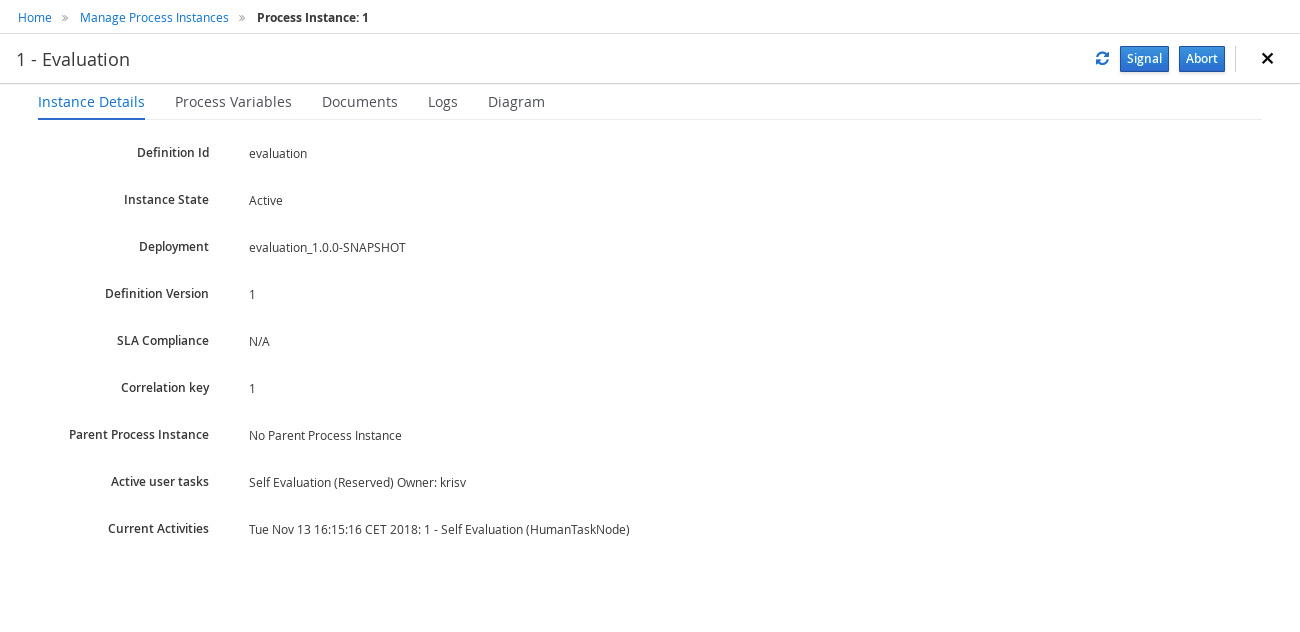 Home » Manage Process Instances » Process Instance: 1
1 - Evaluation Signal Abort
Instance Details Process Variables Documents Logs Diagram
Definition Id evaluation
Instance State Active
Deployment evaluation_1.0.0-SNAPSHOT
Definition Version 1
SLA Compliance N/A
Correlation key 1
Parent Process Instance No Parent Process Instance
Active user tasks Self Evaluation (Reserved) Owner: krisv
Current Activities Tue Nov 13 16:15:16 CET 2018: 1 - Self Evaluation (HumanTaskNode)